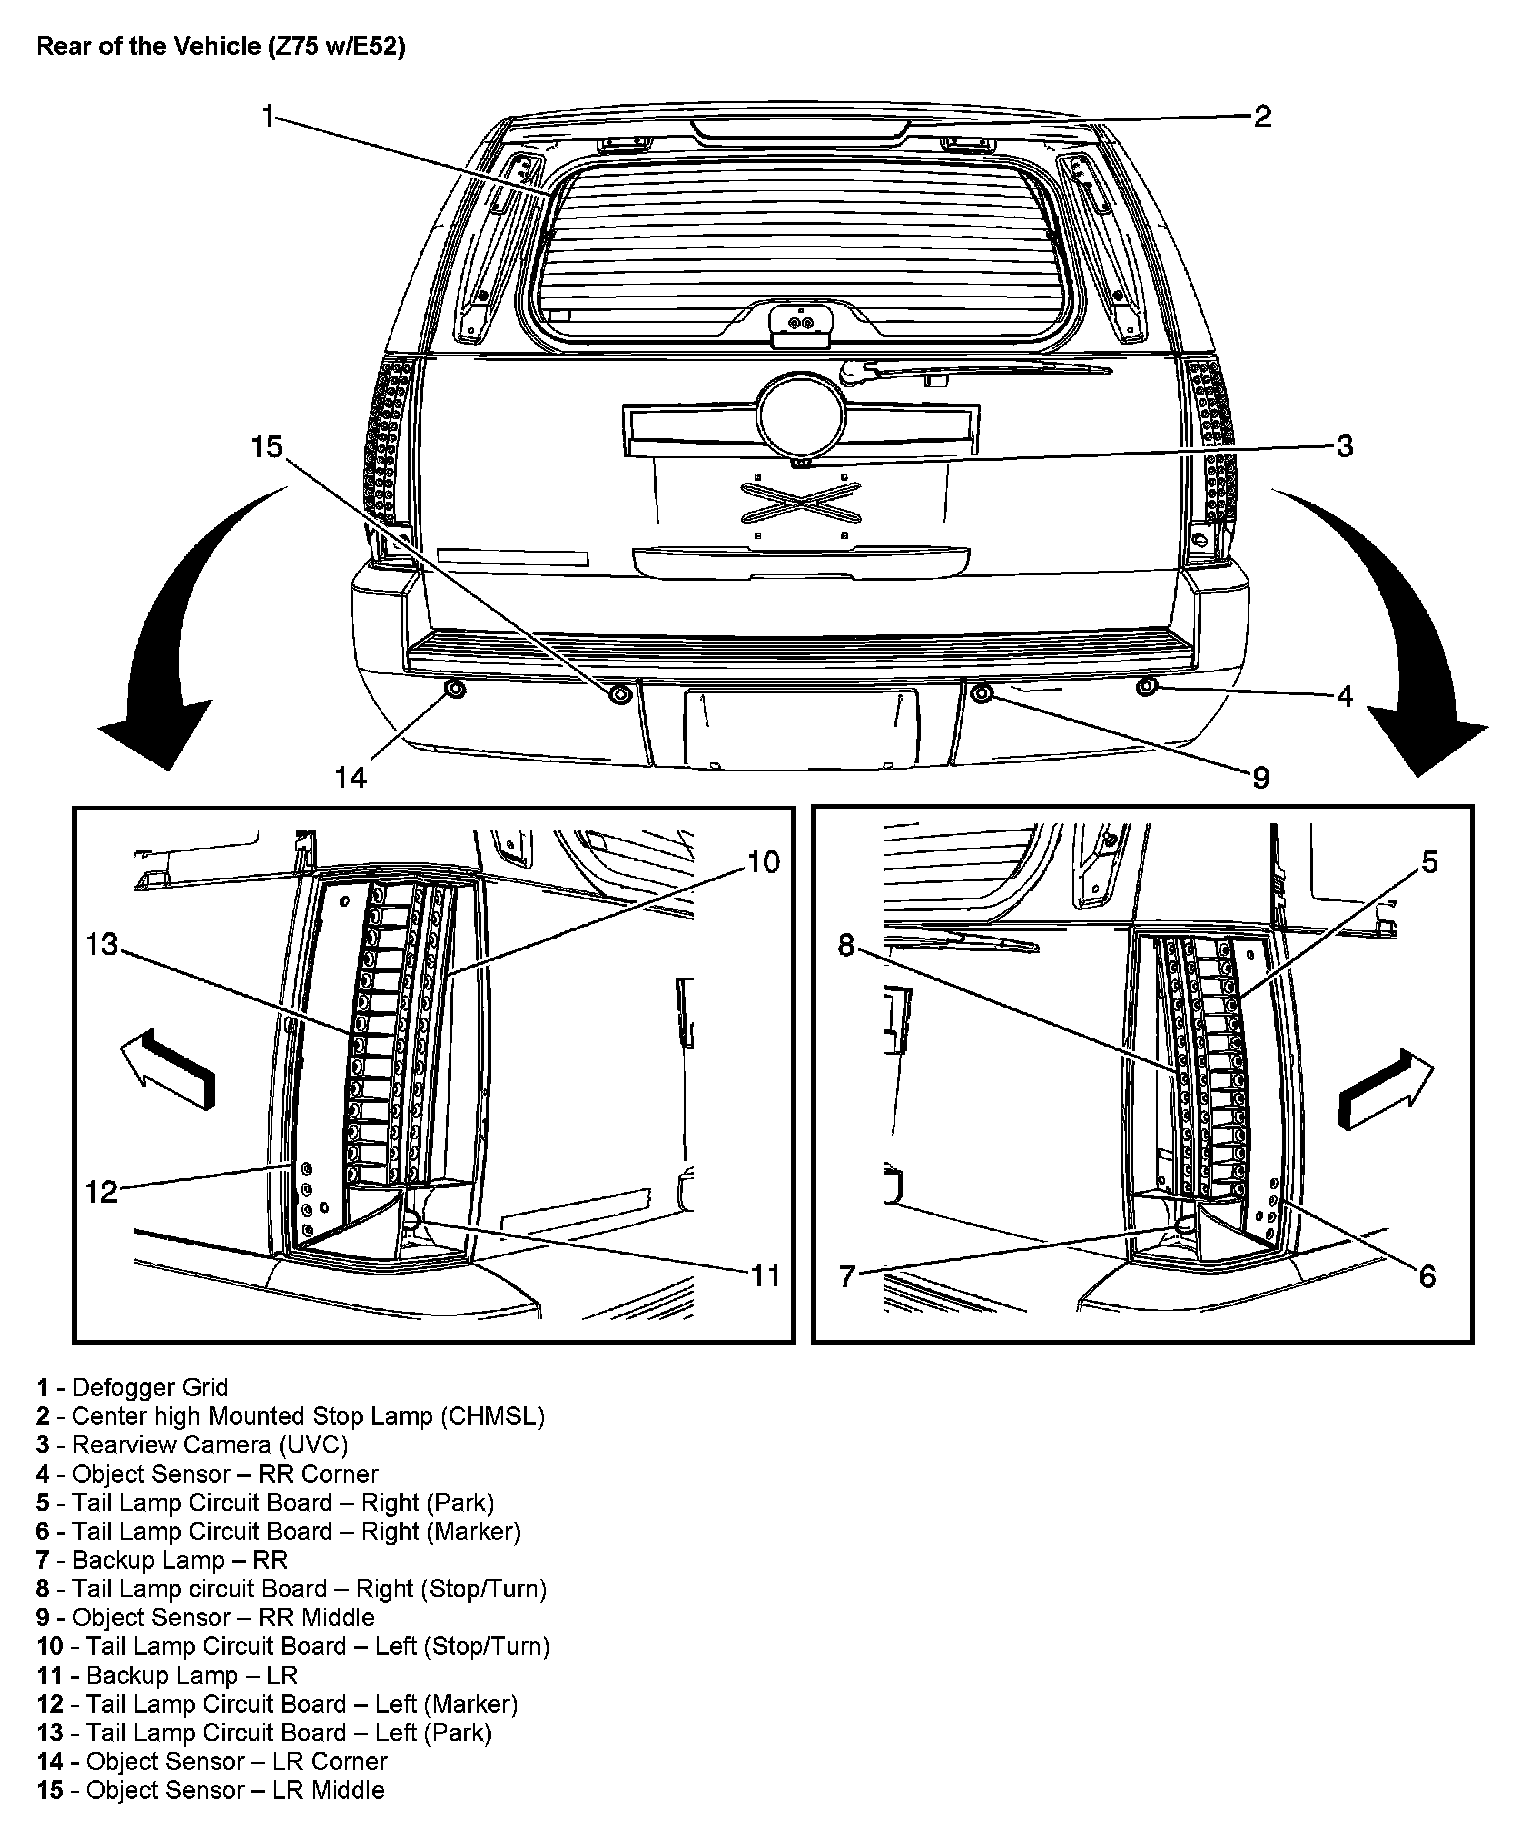 Rear of the Vehicle (Z75 w/E52)
1
2
15
3
14
4
9
10
13
12
11
5
8
7
6
1 - Defogger Grid
2 - Center high Mounted Stop Lamp (CHMSL)
3 - Rearview Camera (UVC)
4 - Object Sensor – RR Corner
5 - Tail Lamp Circuit Board – Right (Park)
6 - Tail Lamp Circuit Board – Right (Marker)
7 - Backup Lamp – RR
8 - Tail Lamp circuit Board – Right (Stop/Turn)
9 - Object Sensor – RR Middle
10 - Tail Lamp Circuit Board – Left (Stop/Turn)
11 - Backup Lamp – LR
12 - Tail Lamp Circuit Board – Left (Marker)
13 - Tail Lamp Circuit Board – Left (Park)
14 - Object Sensor – LR Corner
15 - Object Sensor – LR Middle